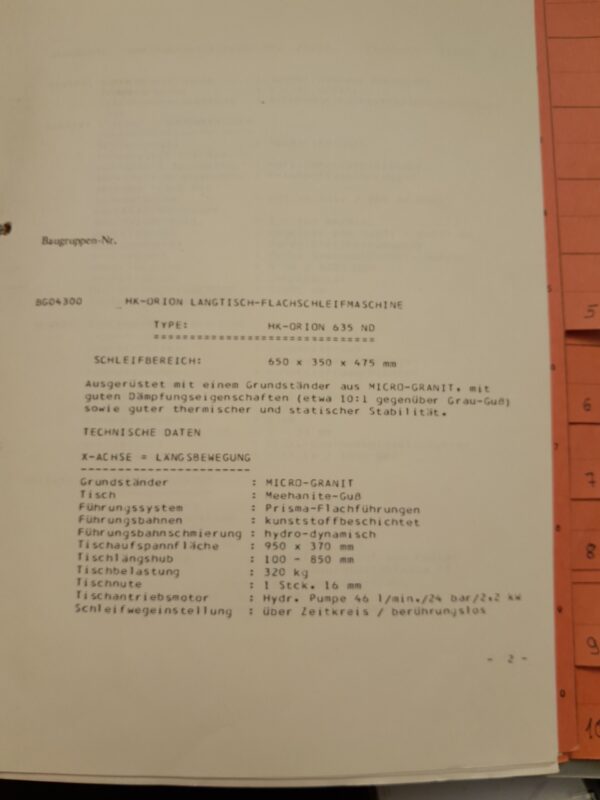 Baugruppen-Nr.
BG04300 HK-ORION LANGTISCH-FLACHSCHLEIFMASCHINE
TYPE: HK-ORION 635 ND
==============================
SCHLEIFBEREICH: 650 x 350 x 475 mm
Ausgerüstet mit einem Grundständer aus MICRO-GRANIT. mit
guten Dämpfungseigenschaften (etwa 10:1 gegenüber Grau-Guß)
sowie guter thermischer und statischer Stabilität.
TECHNISCHE DATEN
X-ACHSE = LÄNGSBEWEGUNG
------------------------
Grundständer : MICRO-GRANIT
Tisch : Meehanite-Guß
Führungssystem : Prisma-Flachführungen
Führungsbahnen : kunststoffbeschichtet
Führungsbahnschmierung : hydro-dynamisch
Tischaufspannfläche : 950 x 370 mm
Tischlängshub : 100 - 850 mm
Tischbelastung : 320 kg
Tischnute : 1 Stck. 16 mm
Tischantriebsmotor : Hydr. Pumpe 46 l/min./24 bar/2.2 kW
Schleifwegeinstellung : über Zeitkreis / berührungslos
- 2 -
5
6
7
8
9
10